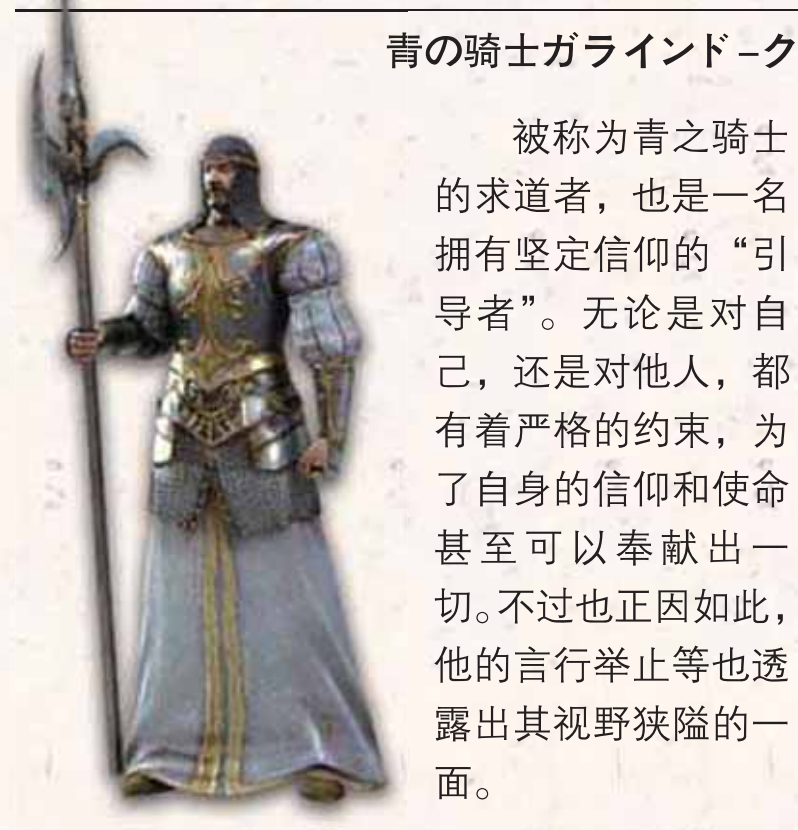 青の骑士ガラインド–ク
被称为青之骑士
的求道者，也是一名
拥有坚定信仰的“引
导者”。无论是对自
己，还是对他人，都
有着严格的约束，为
了自身的信仰和使命
甚至可以奉献出一
切。不过也正因如此，
他的言行举止等也透
露出其视野狭隘的一
面。